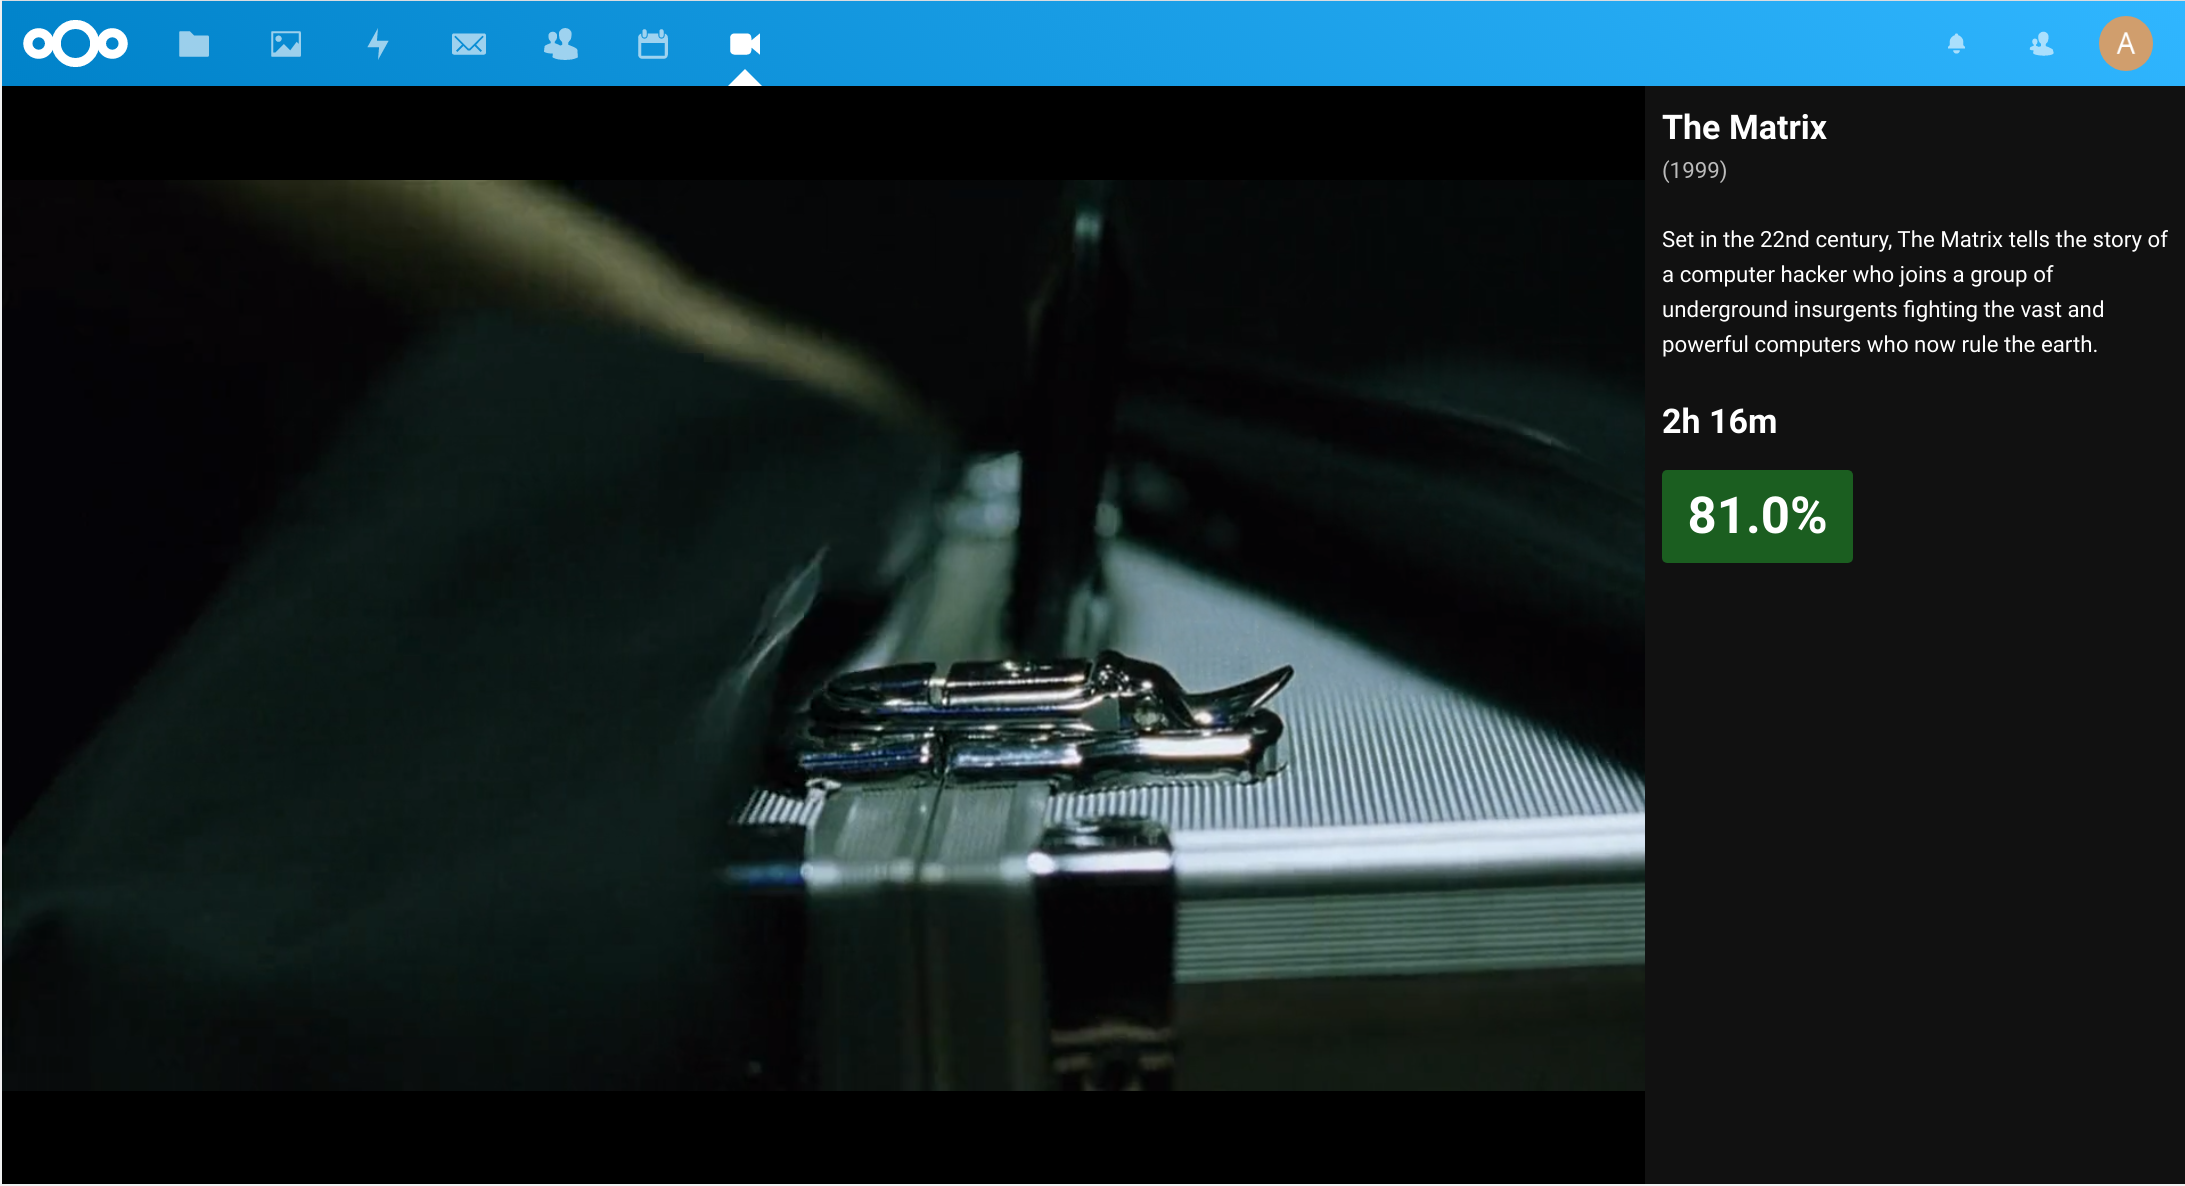 A
The Matrix
(1999)
Set in the 22nd century, The Matrix tells the story of
a computer hacker who joins a group of
underground insurgents fighting the vast and
powerful computers who now rule the earth.
2h 16m
81.0%